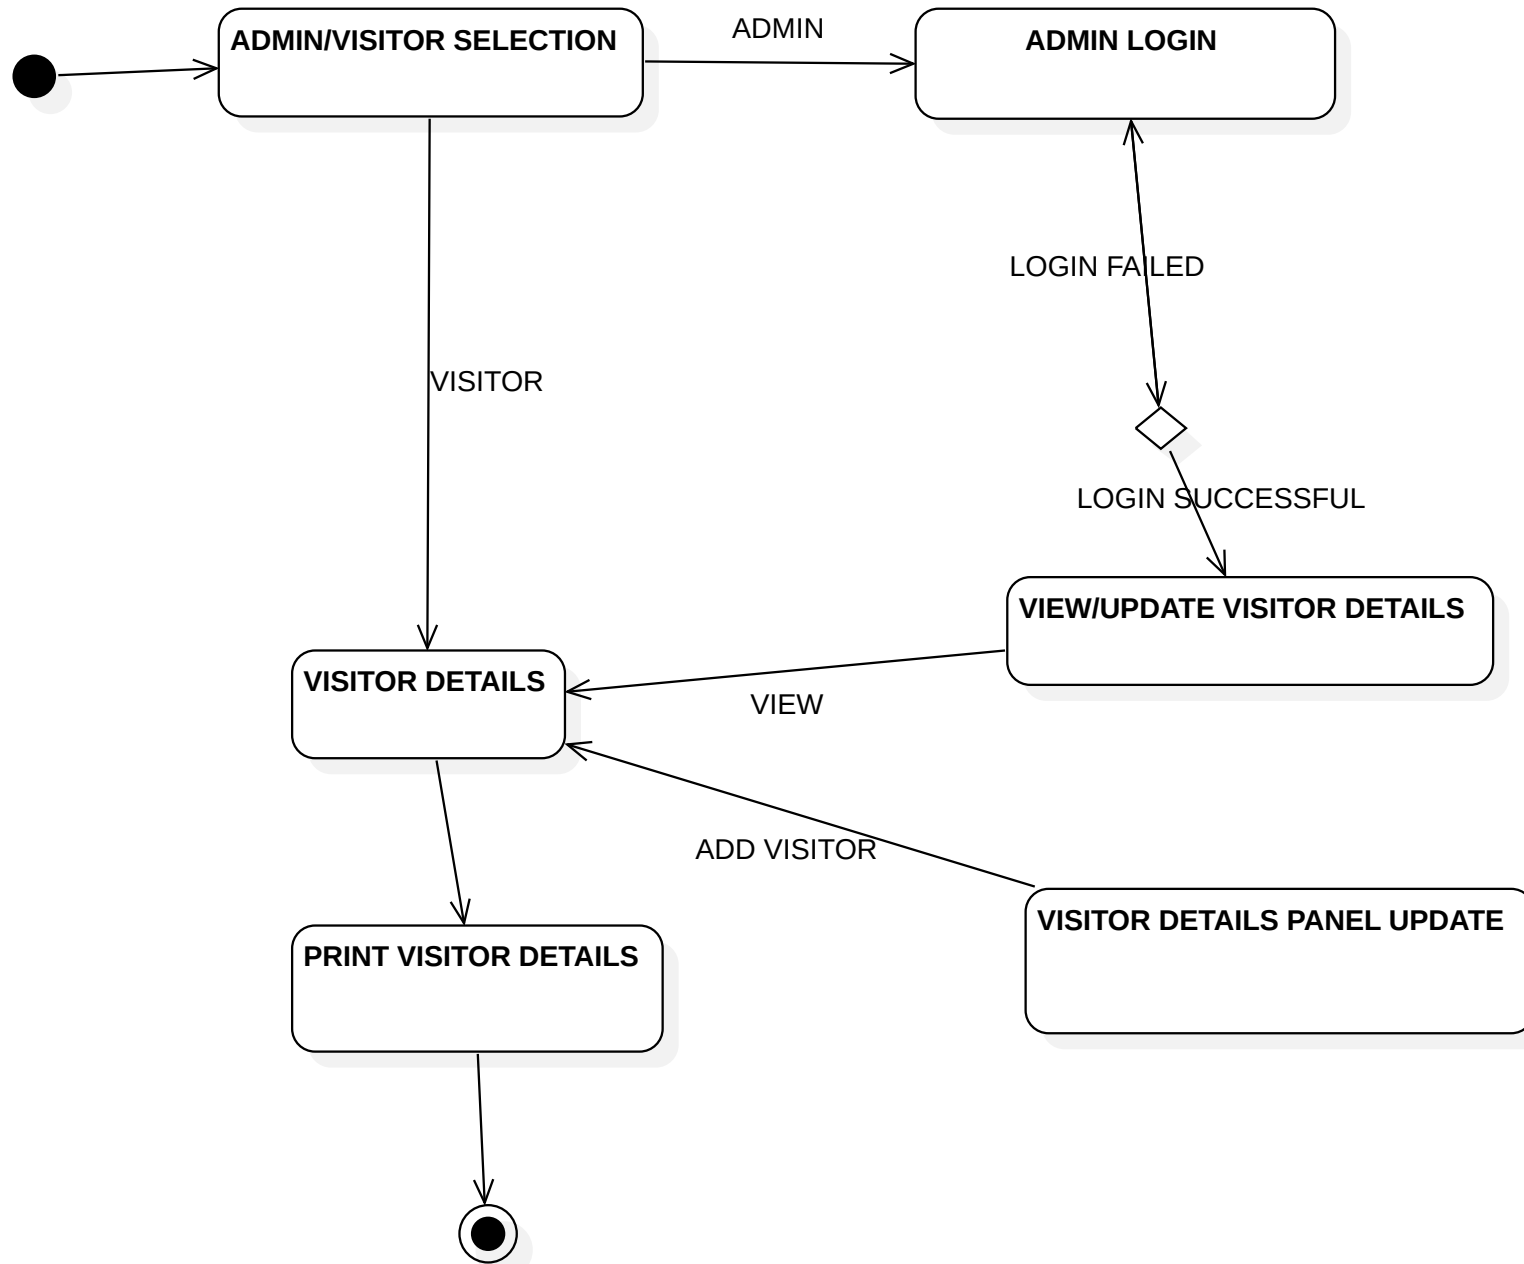 ADMIN/VISITOR SELECTION
ADMIN
ADMIN LOGIN
LOGIN FAILED
VISITOR
LOGIN SUCCESSFUL
VIEW/UPDATE VISITOR DETAILS
VISITOR DETAILS
VIEW
ADD VISITOR
VISITOR DETAILS PANEL UPDATE
PRINT VISITOR DETAILS